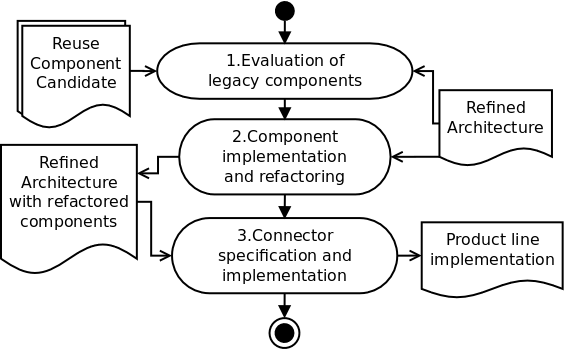 Reuse
Component
Candidate
1.Evaluation of
legacy components
Refined
Architecture
2.Component
implementation
and refactoring
Refined
Architecture
with refactored
components
3.Connector
specification and
implementation
Product line
implementation